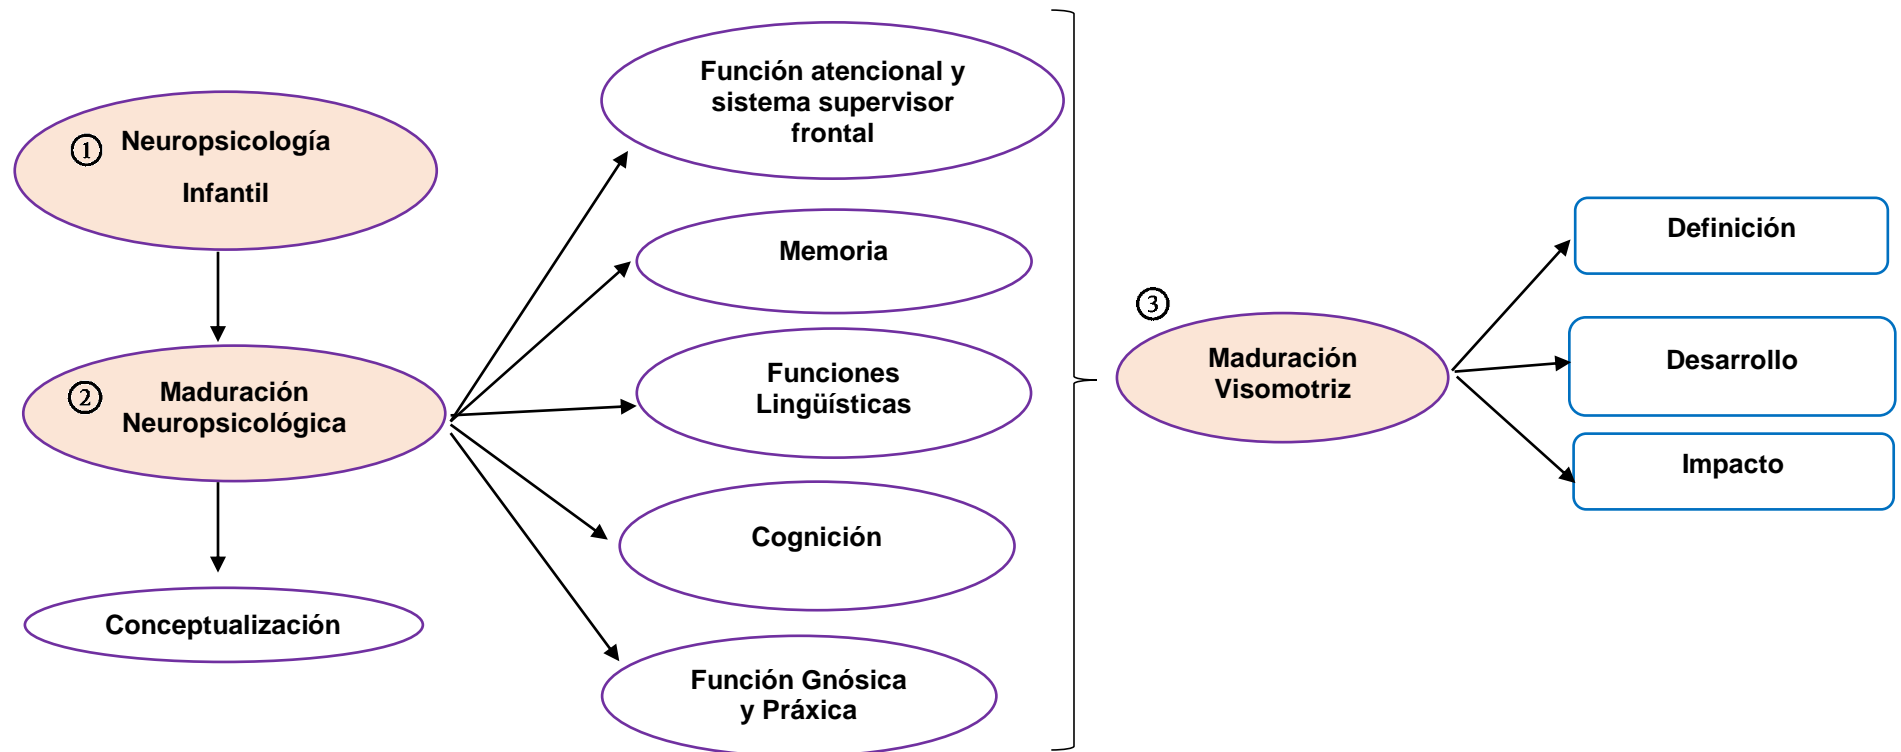 ① Neuropsicología
Infantil
② Maduración
Neuropsicológica
Conceptualización
Función atencional y
sistema supervisor
frontal
Memoria
Funciones
Lingüísticas
Cognición
Función Gnósica
y Práxica
③
Maduración
Visomotriz
Definición
Desarrollo
Impacto